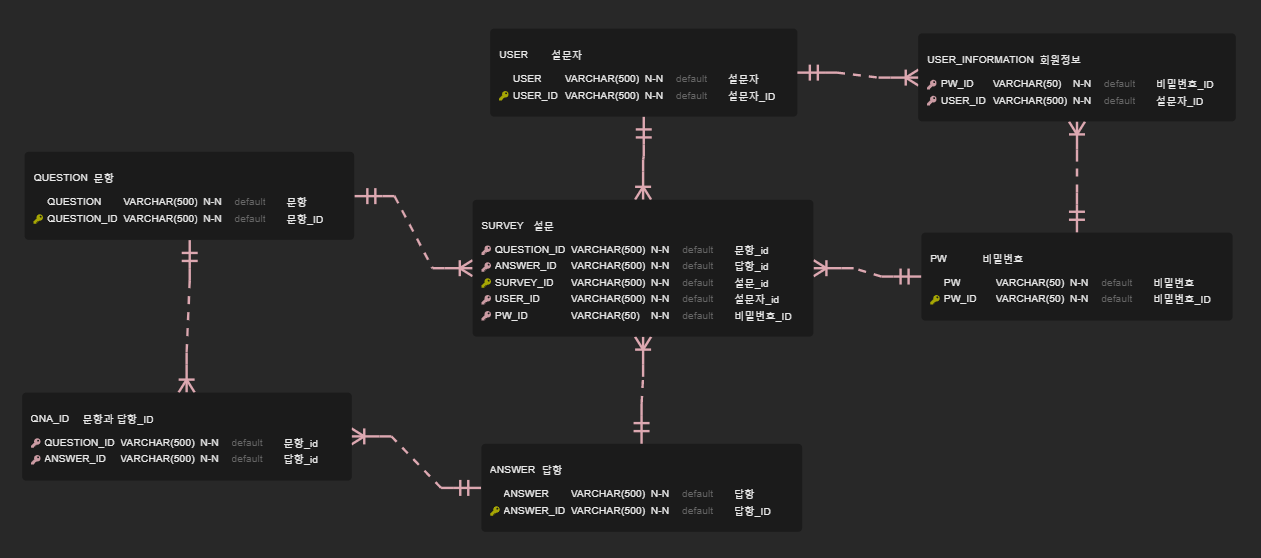 USER 설문자
USER VARCHAR(500) N-N default 설문자
USER_ID VARCHAR(500) N-N default 설문자_ID
USER_INFORMATION 회원정보
PW_ID VARCHAR(50) N-N default 비밀번호_ID
USER_ID VARCHAR(500) N-N default 설문자_ID
QUESTION 문항
QUESTION VARCHAR(500) N-N default 문항
QUESTION_ID VARCHAR(500) N-N default 문항_ID
SURVEY 설문
QUESTION_ID VARCHAR(500) N-N default 문항_id
ANSWER_ID VARCHAR(500) N-N default 답항_id
SURVEY_ID VARCHAR(500) N-N default 설문_id
USER_ID VARCHAR(500) N-N default 설문자_id
PW_ID VARCHAR(50) N-N default 비밀번호_ID
PW 비밀번호
PW VARCHAR(50) N-N default 비밀번호
PW_ID VARCHAR(50) N-N default 비밀번호_ID
QNA_ID 문항과 답항_ID
QUESTION_ID VARCHAR(500) N-N default 문항_id
ANSWER_ID VARCHAR(500) N-N default 답항_id
ANSWER 답항
ANSWER VARCHAR(500) N-N default 답항
ANSWER_ID VARCHAR(500) N-N default 답항_ID